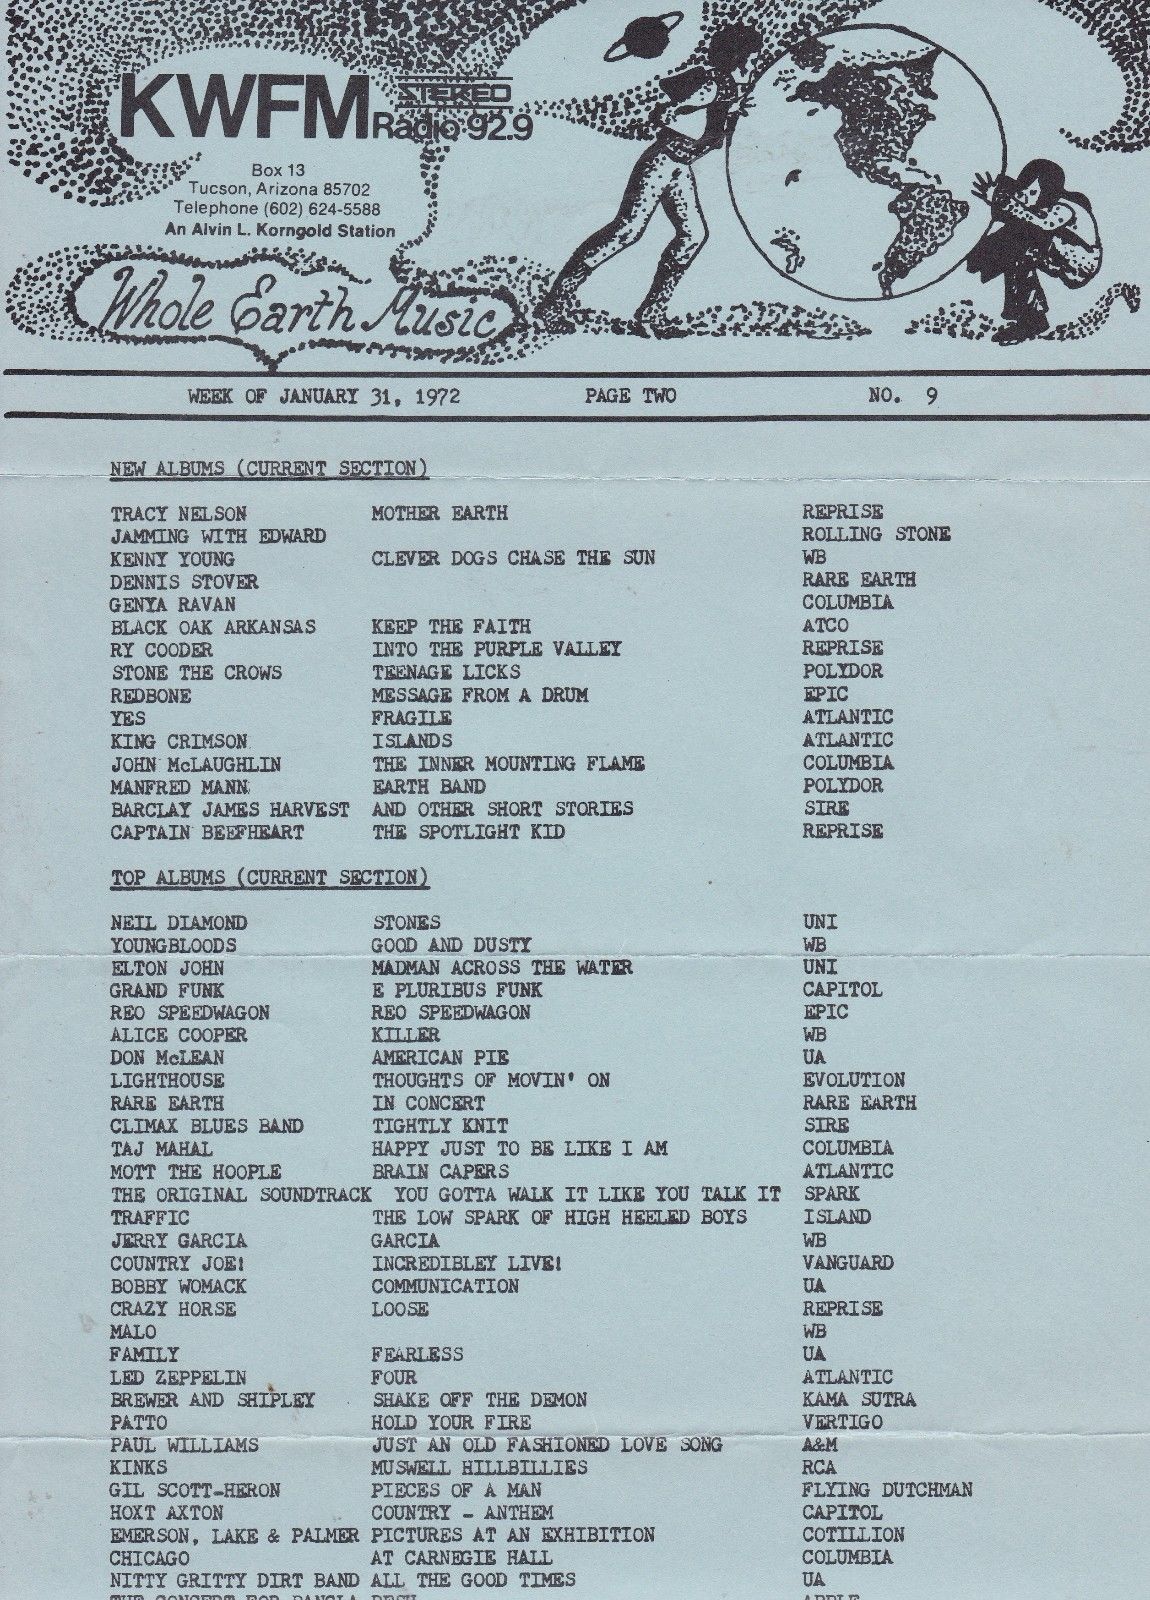 KWFM STEREO
Radio 92.9
Box 13
Tucson, Arizona 85702
Telephone (602) 624-5588
An Alvin L. Korngold Station
Whole Earth Music
WEEK OF JANUARY 31, 1972 PAGE TWO NO. 9
NEW ALBUMS (CURRENT SECTION)
TRACY NELSON MOTHER EARTH REPRISE
JAMMING WITH EDWARD ROLLING STONE
KENNY YOUNG CLEVER DOGS CHASE THE SUN WB
DENNIS STOVER RARE EARTH
GENYA RAVAN COLUMBIA
BLACK OAK ARKANSAS KEEP THE FAITH ATCO
RY COODER INTO THE PURPLE VALLEY REPRISE
STONE THE CROWS TEENAGE LICKS POLYDOR
REDBONE MESSAGE FROM A DRUM EPIC
YES FRAGILE ATLANTIC
KING CRIMSON ISLANDS ATLANTIC
JOHN McLAUGHLIN THE INNER MOUNTING FLAME COLUMBIA
MANFRED MANN EARTH BAND POLYDOR
BARCLAY JAMES HARVEST AND OTHER SHORT STORIES SIRE
CAPTAIN BEEFHEART THE SPOTLIGHT KID REPRISE
TOP ALBUMS (CURRENT SECTION)
NEIL DIAMOND STONES UNI
YOUNGBLOODS GOOD AND DUSTY WB
ELTON JOHN MADMAN ACROSS THE WATER UNI
GRAND FUNK E PLURIBUS FUNK CAPITOL
REO SPEEDWAGON REO SPEEDWAGON EPIC
ALICE COOPER KILLER WB
DON McLEAN AMERICAN PIE UA
LIGHTHOUSE THOUGHTS OF MOVIN' ON EVOLUTION
RARE EARTH IN CONCERT RARE EARTH
CLIMAX BLUES BAND TIGHTLY KNIT SIRE
TAJ MAHAL HAPPY JUST TO BE LIKE I AM COLUMBIA
MOTT THE HOOPLE BRAIN CAPERS ATLANTIC
THE ORIGINAL SOUNDTRACK YOU GOTTA WALK IT LIKE YOU TALK IT SPARK
TRAFFIC THE LOW SPARK OF HIGH HEELED BOYS ISLAND
JERRY GARCIA GARCIA WB
COUNTRY JOE! INCREDIBLEY LIVE! VANGUARD
BOBBY WOMACK COMMUNICATION UA
CRAZY HORSE LOOSE REPRISE
MALO WB
FAMILY FEARLESS UA
LED ZEPPELIN FOUR ATLANTIC
BREWER AND SHIPLEY SHAKE OFF THE DEMON KAMA SUTRA
PATTO HOLD YOUR FIRE VERTIGO
PAUL WILLIAMS JUST AN OLD FASHIONED LOVE SONG A&M
KINKS MUSWELL HILLBILLIES RCA
GIL SCOTT-HERON PIECES OF A MAN FLYING DUTCHMAN
HOXT AXTON COUNTRY - ANTHEM CAPITOL
EMERSON, LAKE & PALMER PICTURES AT AN EXHIBITION COTILLION
CHICAGO AT CARNEGIE HALL COLUMBIA
NITTY GRITTY DIRT BAND ALL THE GOOD TIMES UA
THE CONCERT FOR BANGLA DESH APPLE